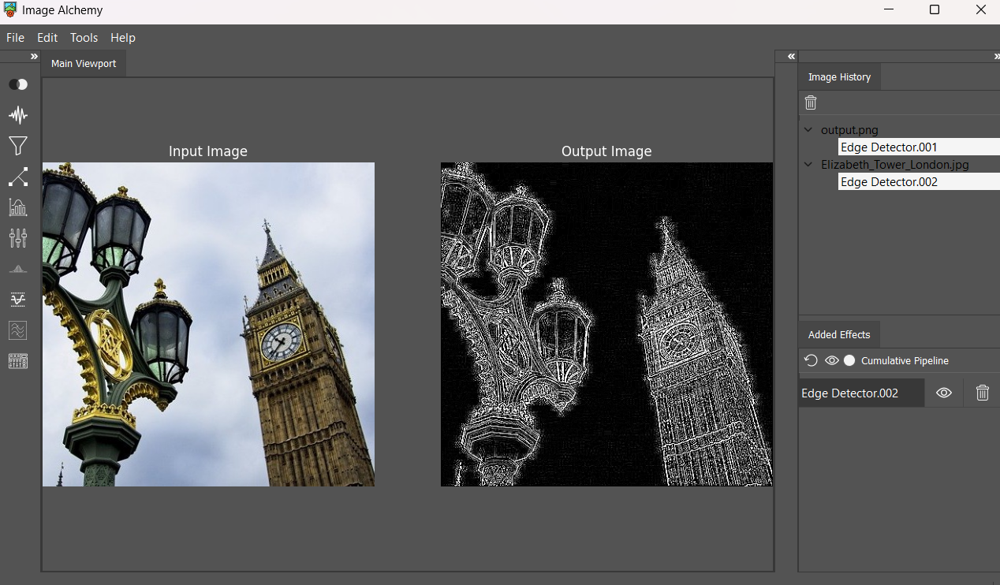 Image Alchemy
File Edit Tools Help
Main Viewport
Input Image
Output Image
Image History
output.png
Edge Detector.001
Elizabeth_Tower_London.jpg
Edge Detector.002
Added Effects
Cumulative Pipeline
Edge Detector.002